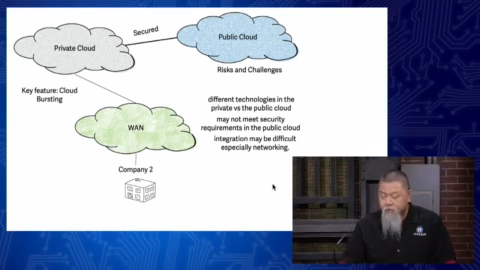 Secured
Private Cloud
Public Cloud
Risks and Challenges
Key feature: Cloud
Bursting
different technologies in the
private vs the public cloud
may not meet security
requirements in the public cloud
integration may be difficult
especially networking.
WAN
Company 2